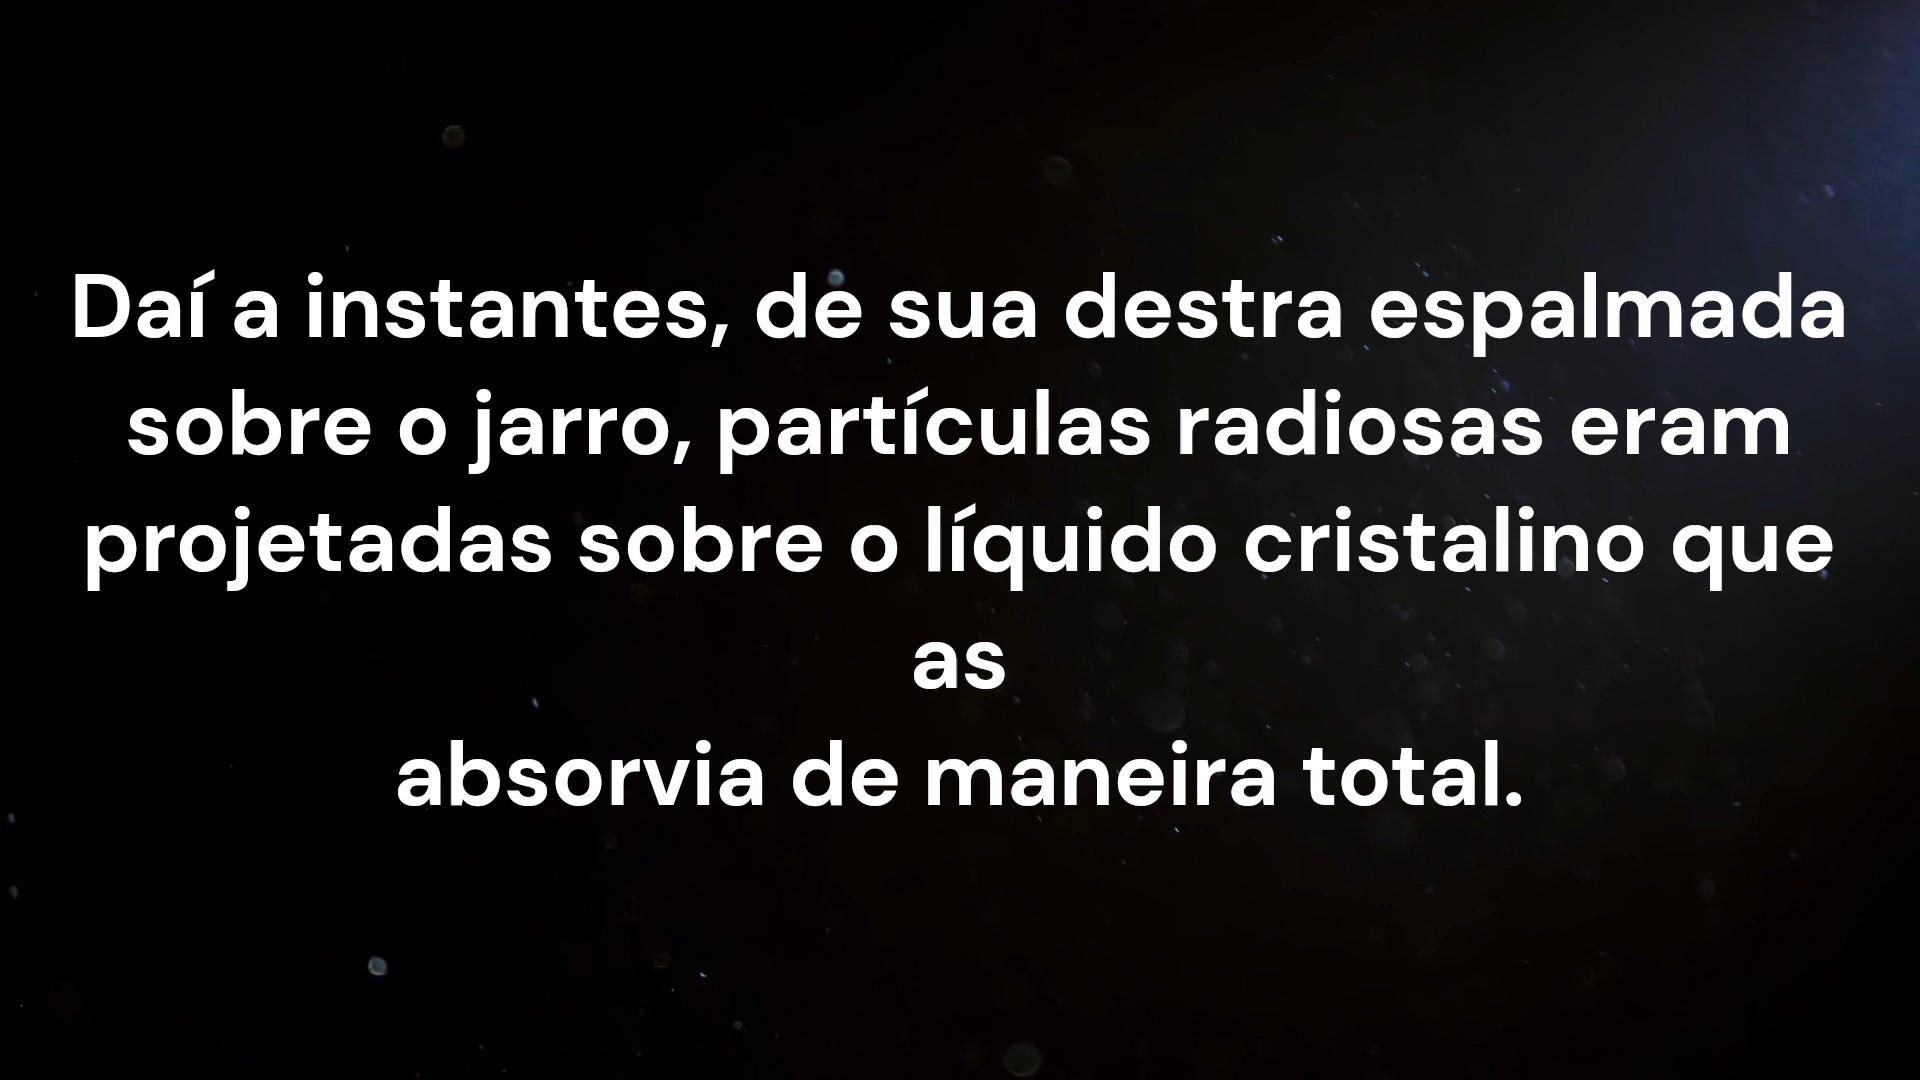 Daí a instantes, de sua destra espalmada
sobre o jarro, partículas radiosas eram
projetadas sobre o líquido cristalino que
as
absorvia de maneira total.